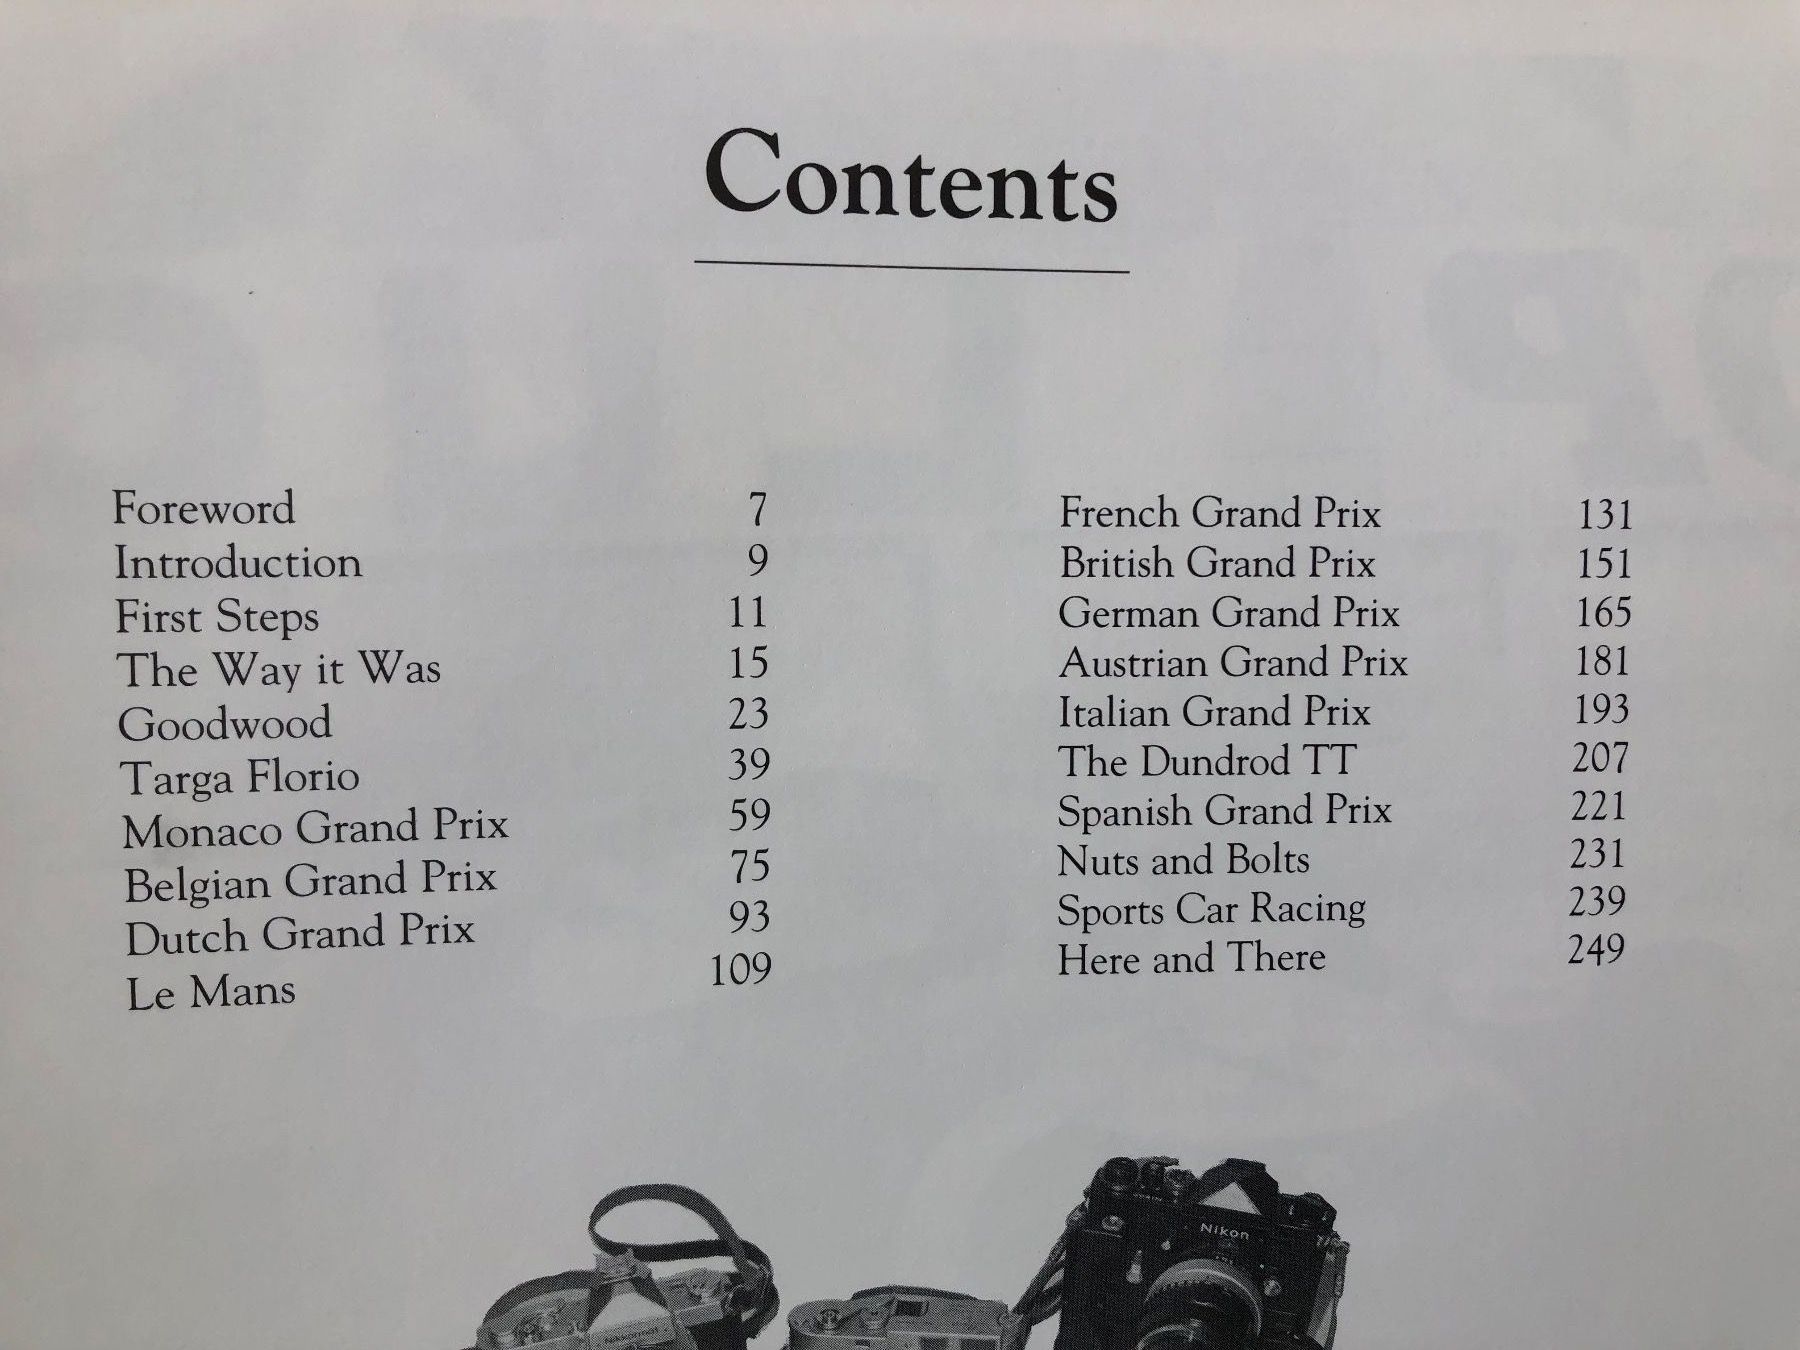 Contents
Foreword 7
Introduction 9
First Steps 11
The Way it Was 15
Goodwood 23
Targa Florio 39
Monaco Grand Prix 59
Belgian Grand Prix 75
Dutch Grand Prix 93
Le Mans 109
French Grand Prix 131
British Grand Prix 151
German Grand Prix 165
Austrian Grand Prix 181
Italian Grand Prix 193
The Dundrod TT 207
Spanish Grand Prix 221
Nuts and Bolts 231
Sports Car Racing 239
Here and There 249
Nikon
Nikkormat